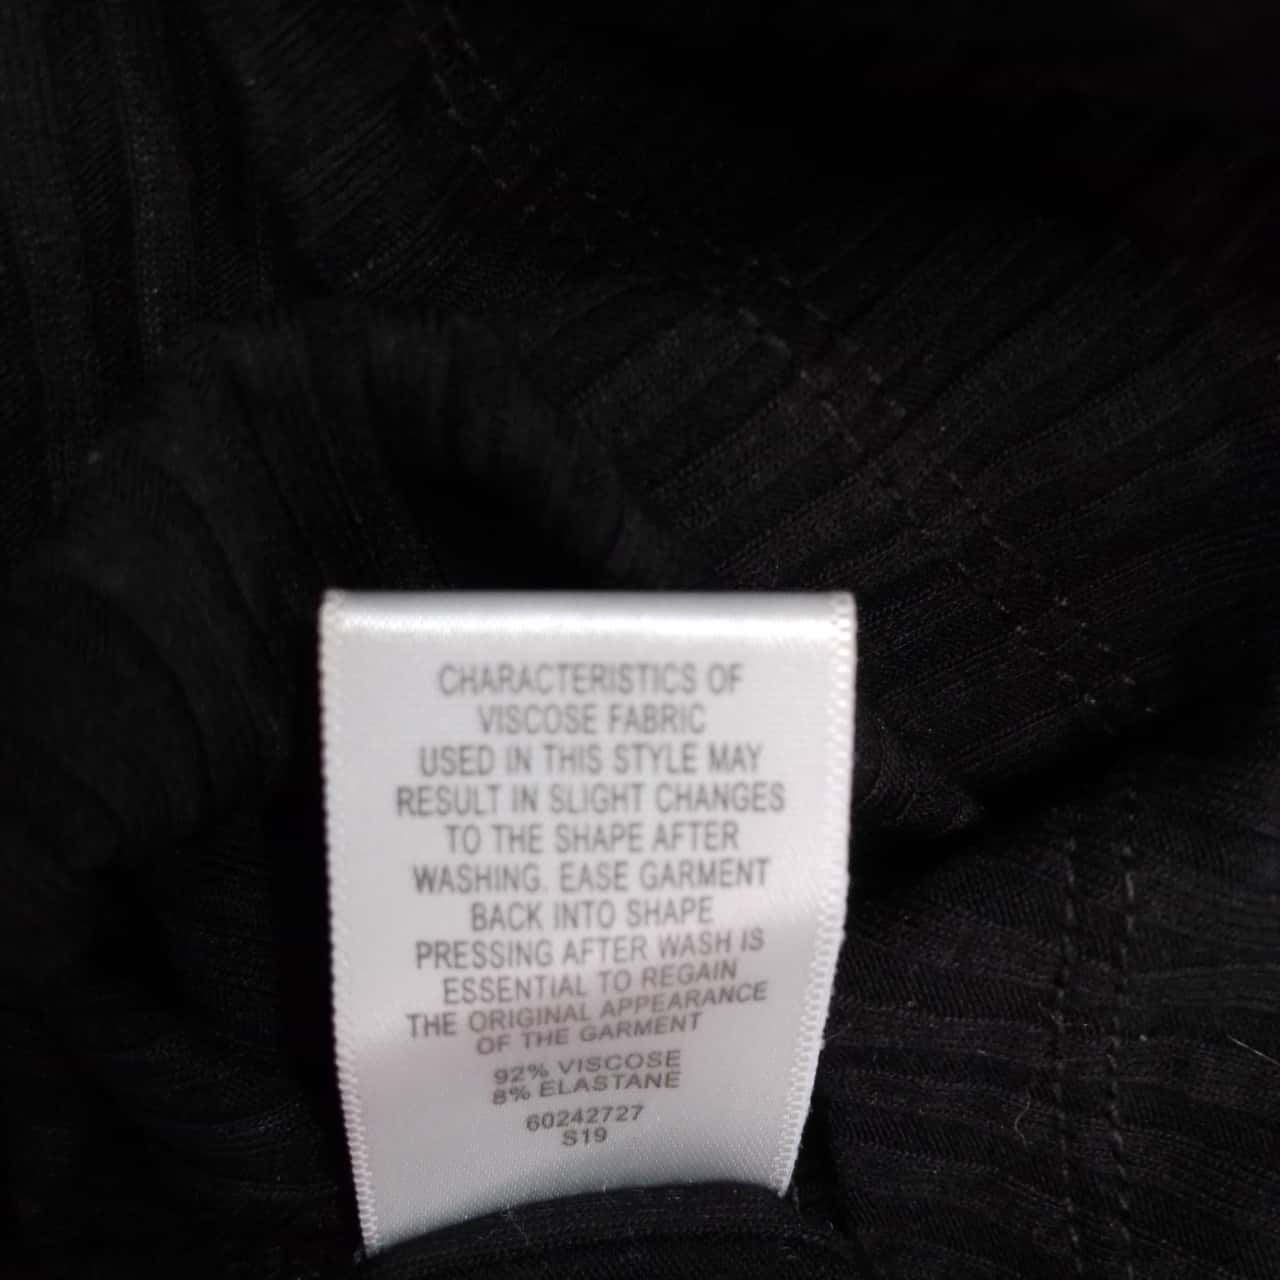 CHARACTERISTICS OF
VISCOSE FABRIC
USED IN THIS STYLE MAY
RESULT IN SLIGHT CHANGES
TO THE SHAPE AFTER
WASHING. EASE GARMENT
BACK INTO SHAPE
PRESSING AFTER WASH IS
ESSENTIAL TO REGAIN
THE ORIGINAL APPEARANCE
OF THE GARMENT
92% VISCOSE
8% ELASTANE
60242727
S19